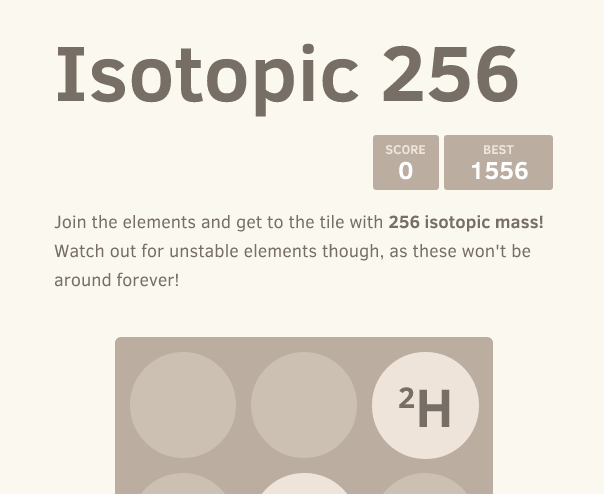 Isotopic 256
SCORE BEST
0 1556
Join the elements and get to the tile with 256 isotopic mass!
Watch out for unstable elements though, as these won't be
around forever!
²H